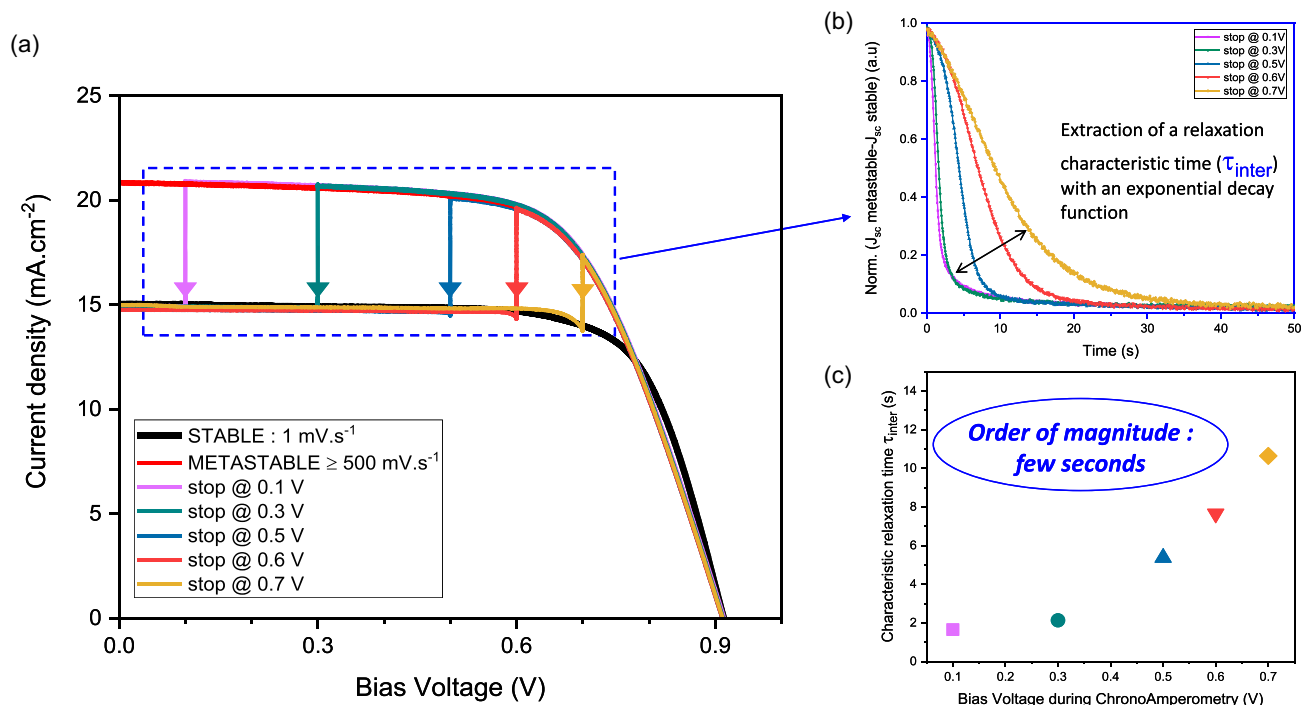 (a)
Current density (mA.cm⁻²)
25
20
15
10
5
0
0.0 0.3 0.6 0.9
Bias Voltage (V)
STABLE : 1 mV.s⁻¹
METASTABLE ≥ 500 mV.s⁻¹
stop @ 0.1 V
stop @ 0.3 V
stop @ 0.5 V
stop @ 0.6 V
stop @ 0.7 V
(b)
Norm. (J_sc metastable-J_sc stable) (a.u)
1.0
0.8
0.6
0.4
0.2
0.0
0 10 20 30 40 50
Time (s)
stop @ 0.1V
stop @ 0.3V
stop @ 0.5V
stop @ 0.6V
stop @ 0.7V
Extraction of a relaxation
characteristic time (τ_inter)
with an exponential decay
function
(c)
Characteristic relaxation time τ_inter (s)
14
12
10
8
6
4
2
0
0.1 0.2 0.3 0.4 0.5 0.6 0.7
Bias Voltage during ChronoAmperometry (V)
Order of magnitude :
few seconds